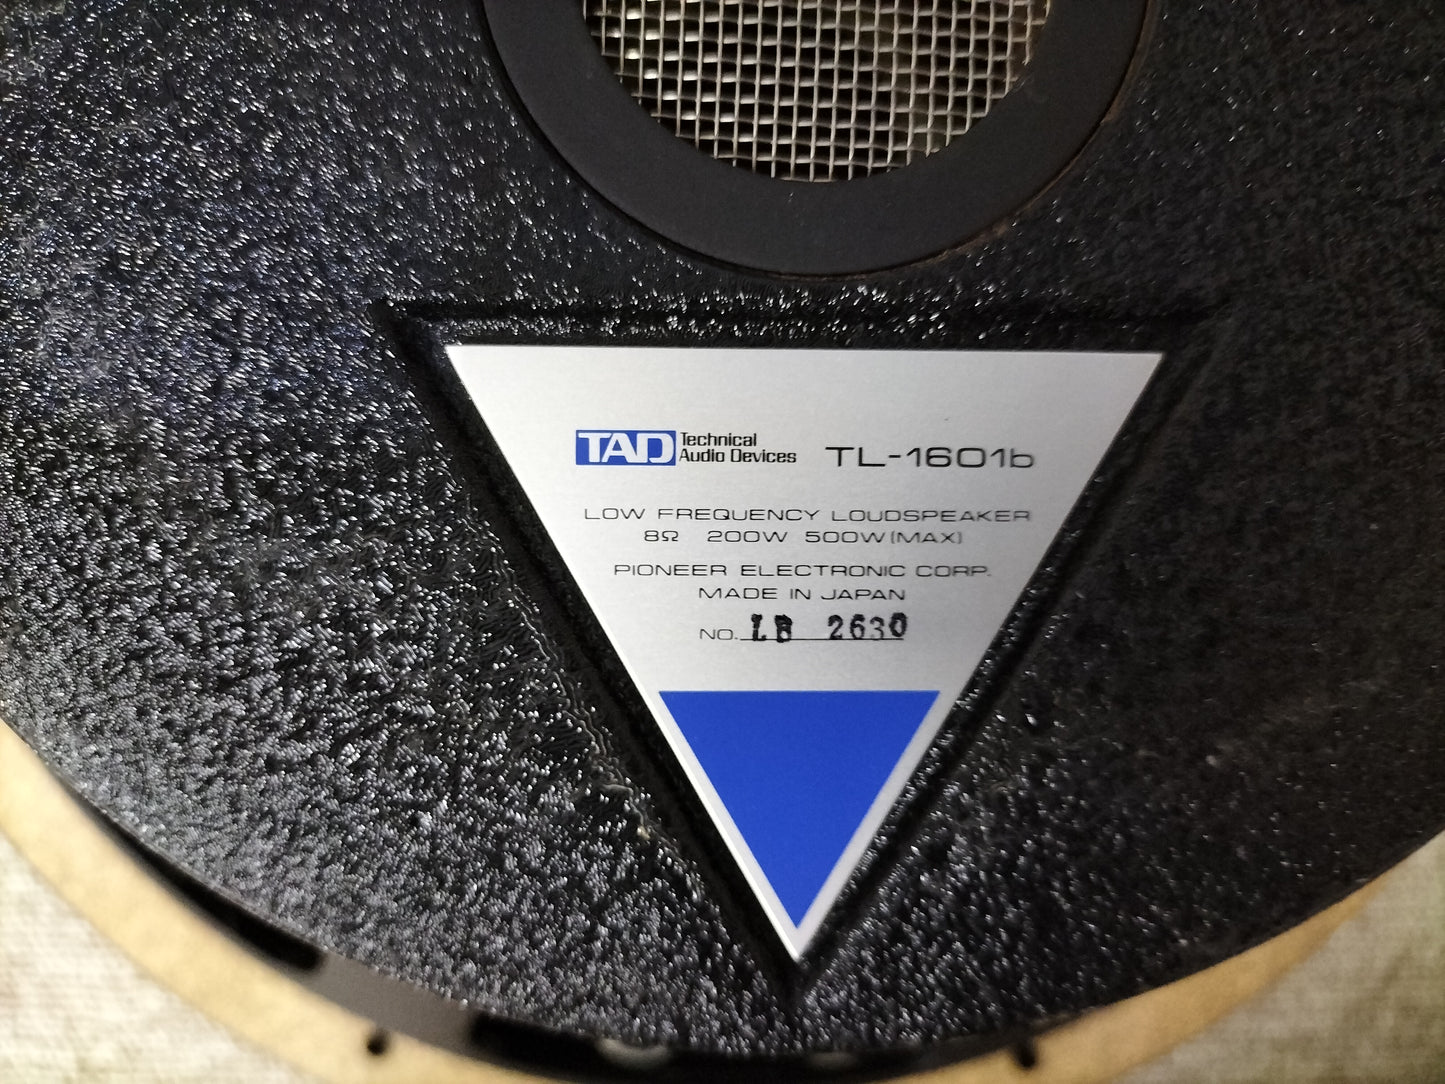 TAD Technical Audio Devices TL-1601b
LOW FREQUENCY LOUDSPEAKER
8Ω 200W 500W(MAX)
PIONEER ELECTRONIC CORP.
MADE IN JAPAN
NO. LB 2630